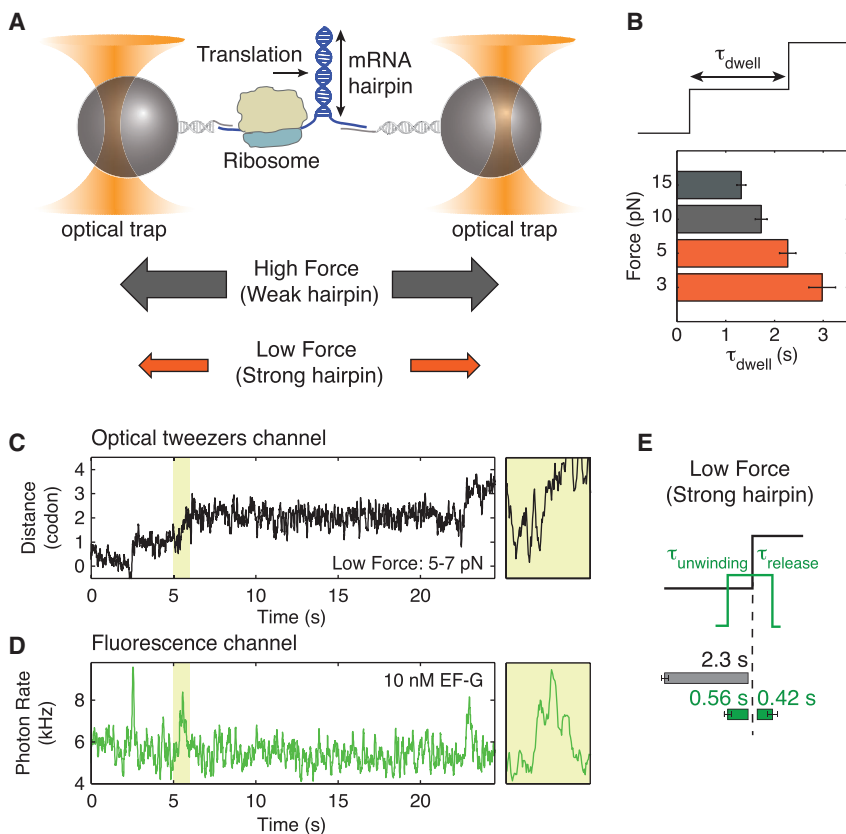 A
Translation
mRNA
hairpin
Ribosome
optical trap
optical trap
High Force
(Weak hairpin)
Low Force
(Strong hairpin)
B
τdwell
Force (pN)
15
10
5
3
0 1 2 3
τdwell (s)
C
Optical tweezers channel
Distance
(codon)
4
3
2
1
0
Low Force: 5-7 pN
0 5 10 15 20
Time (s)
D
Fluorescence channel
Photon Rate
(kHz)
8
6
4
10 nM EF-G
0 5 10 15 20
Time (s)
E
Low Force
(Strong hairpin)
τunwinding τrelease
2.3 s
0.56 s 0.42 s